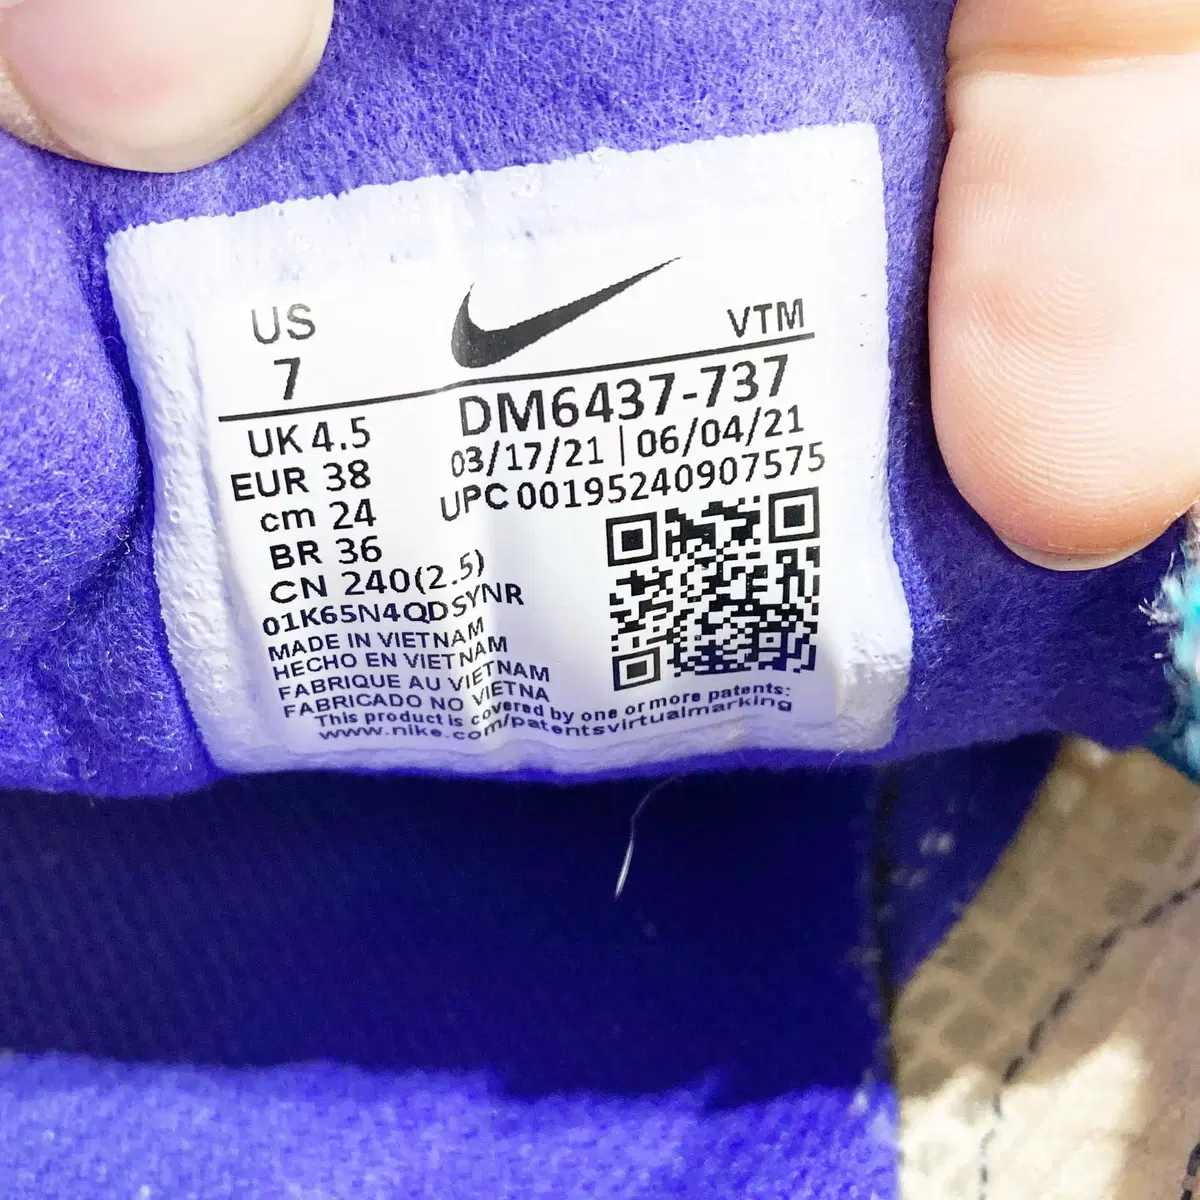 US
7
VTM
UK 4.5
EUR 38
cm 24
BR 36
CN 240(2.5)
DM6437-737
03/17/21 | 06/04/21
UPC 00195240907575
01K65N4QDSYNR
MADE IN VIETNAM
HECHO EN VIETNAM
FABRIQUE AU VIETNAM
FABRICADO NO VIETNA
This product is covered by one or more patents:
www.nike.com/patentsvirtualmarking